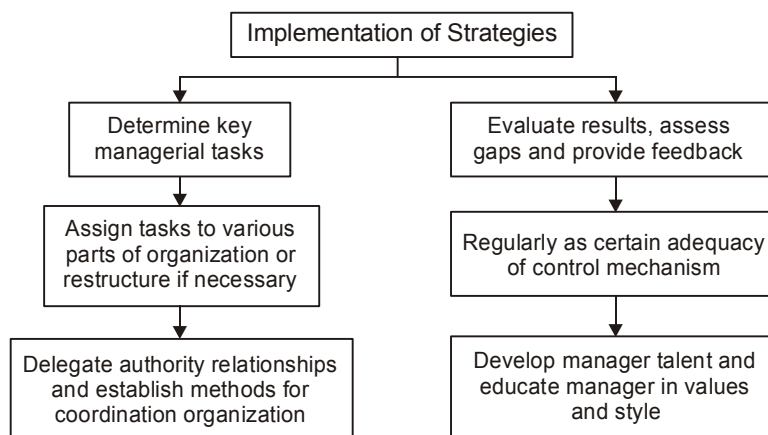 Implementation of Strategies
Determine key
managerial tasks
Assign tasks to various
parts of organization or
restructure if necessary
Delegate authority relationships
and establish methods for
coordination organization
Evaluate results, assess
gaps and provide feedback
Regularly as certain adequacy
of control mechanism
Develop manager talent and
educate manager in values
and style